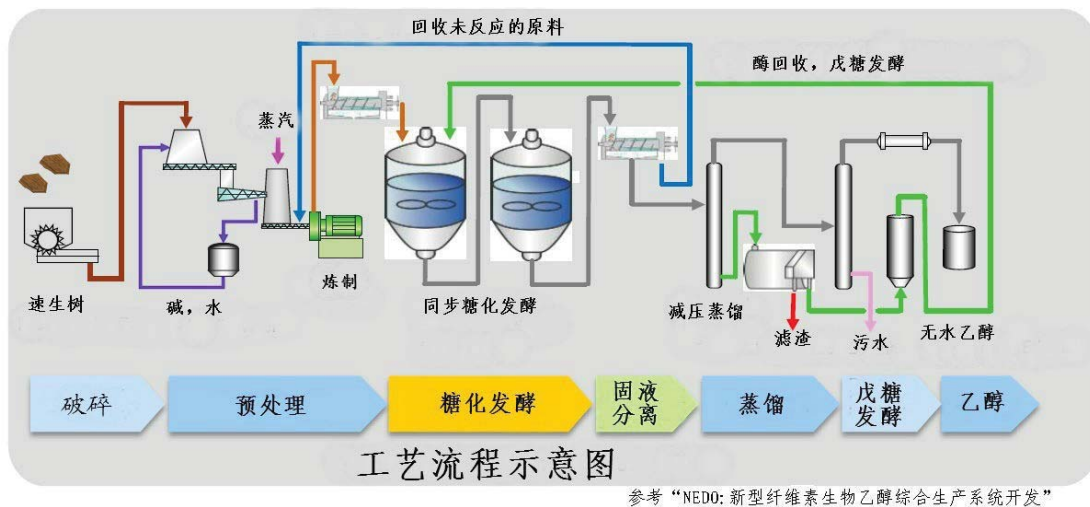 回收未反应的原料
酶回收，戊糖发酵
蒸汽
速生树
碱，水
炼制
同步糖化发酵
减压蒸馏
滤渣
污水
无水乙醇
破碎
预处理
糖化发酵
固液
分离
蒸馏
戊糖
发酵
乙醇
工艺流程示意图
参考“NEDO:新型纤维素生物乙醇综合生产系统开发”